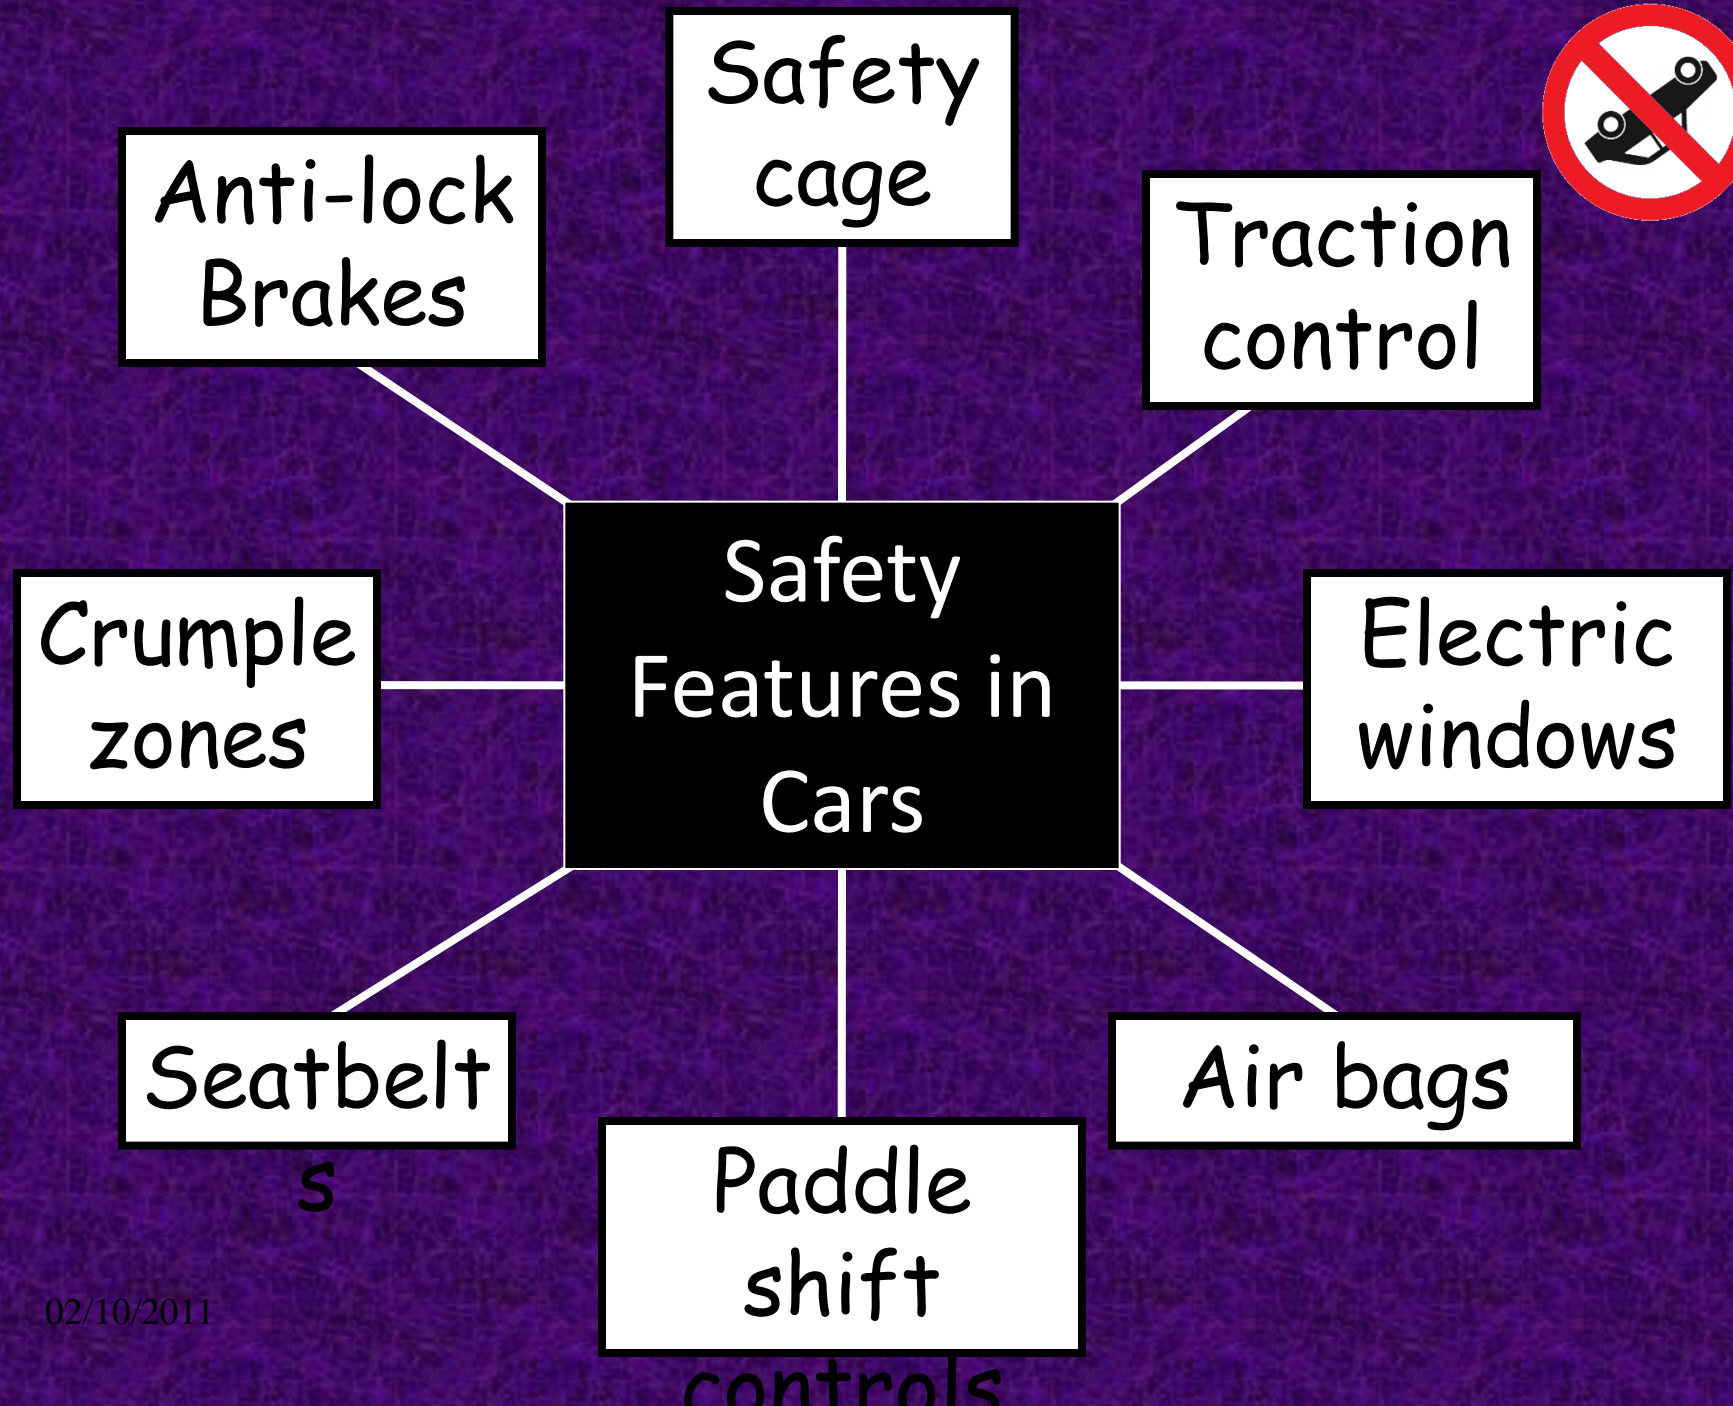 Safety
cage
Anti-lock
Brakes
Traction
control
Safety
Features in
Cars
Crumple
zones
Electric
windows
Seatbelt
s
Air bags
Paddle
shift
controls
02/10/2011